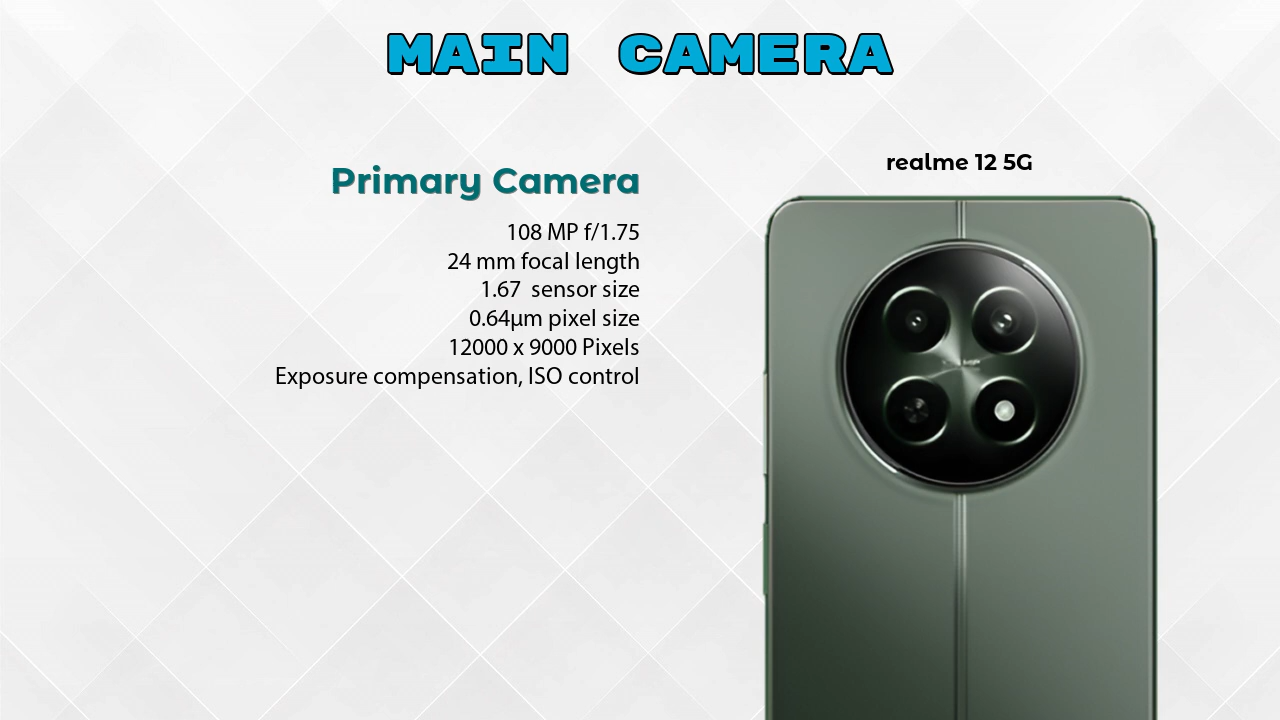 MAIN CAMERA
Primary Camera
108 MP f/1.75
24 mm focal length
1.67 sensor size
0.64µm pixel size
12000 x 9000 Pixels
Exposure compensation, ISO control
realme 12 5G